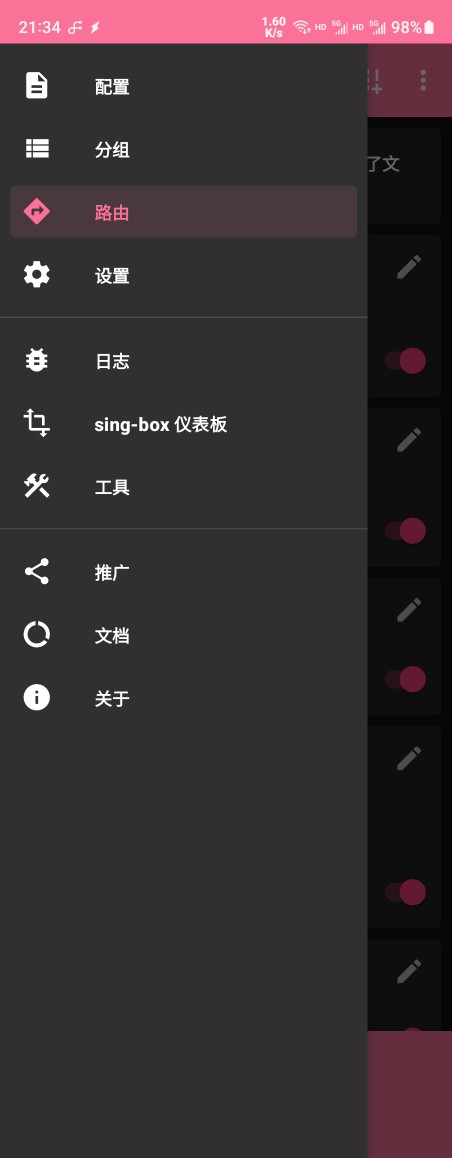 21:34
1.60
K/s
HD 5G HD 5G 98%
配置
分组
路由
设置
日志
sing-box 仪表板
工具
推广
文档
关于
了文